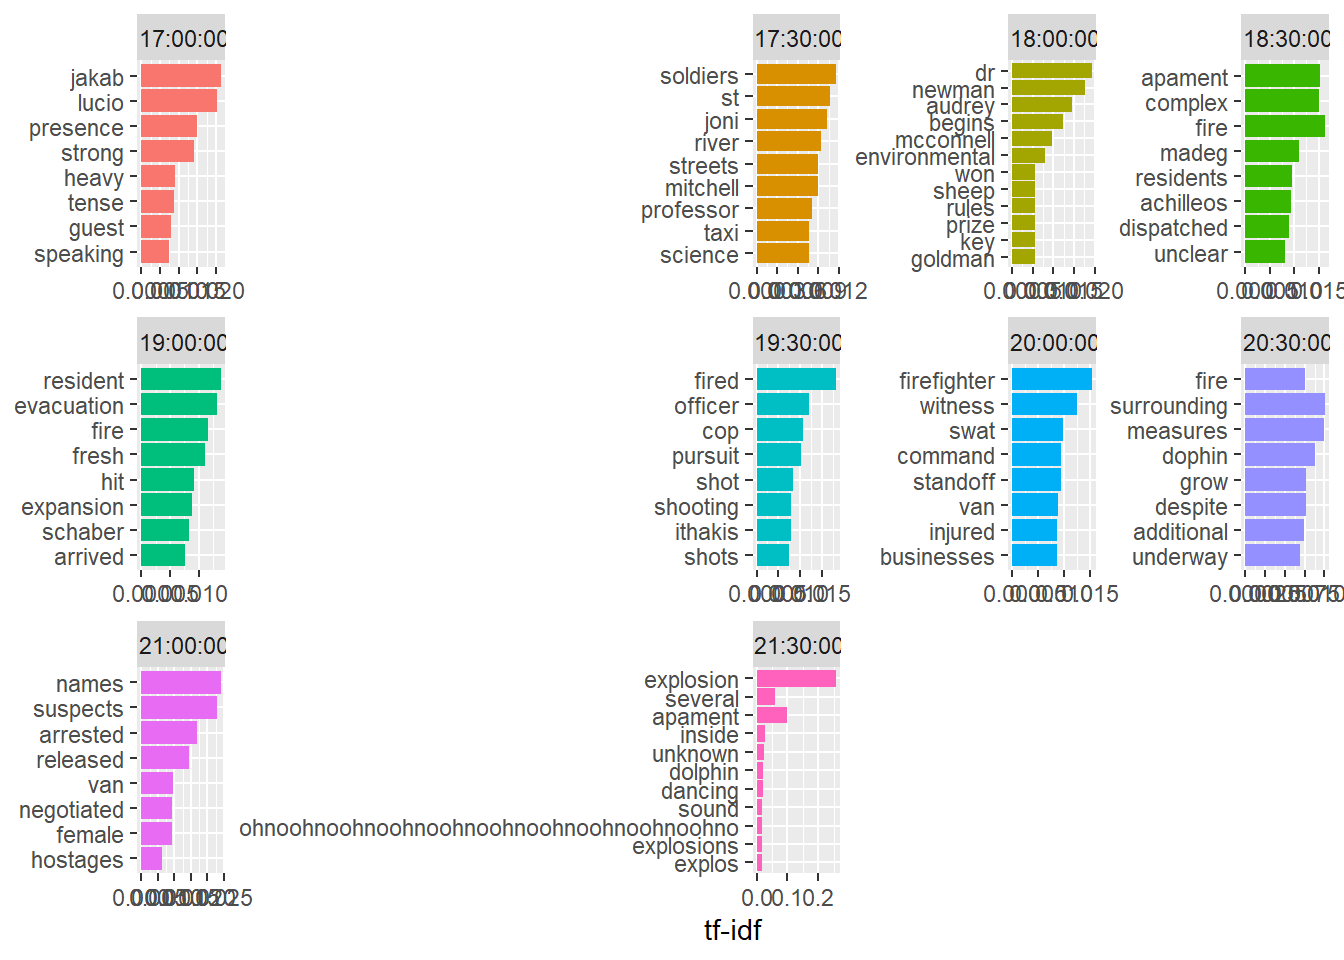 17:00:00
jakab
lucio
presence
strong
heavy
tense
guest
speaking
17:30:00
soldiers
st
joni
river
streets
mitchell
professor
taxi
science
18:00:00
dr
newman
audrey
begins
mcconnell
environmental
won
sheep
rules
prize
key
goldman
18:30:00
apament
complex
fire
madeg
residents
achilleos
dispatched
unclear
19:00:00
resident
evacuation
fire
fresh
hit
expansion
schaber
arrived
19:30:00
fired
officer
cop
pursuit
shot
shooting
ithakis
shots
20:00:00
firefighter
witness
swat
command
standoff
van
injured
businesses
20:30:00
fire
surrounding
measures
dophin
grow
despite
additional
underway
21:00:00
names
suspects
arrested
released
van
negotiated
female
hostages
21:30:00
explosion
several
apament
inside
unknown
dolphin
dancing
sound
ohnoohnoohnoohnoohnoohnoohnoohnoohnoohno
explosions
explos
0.00.10.2
tf-idf